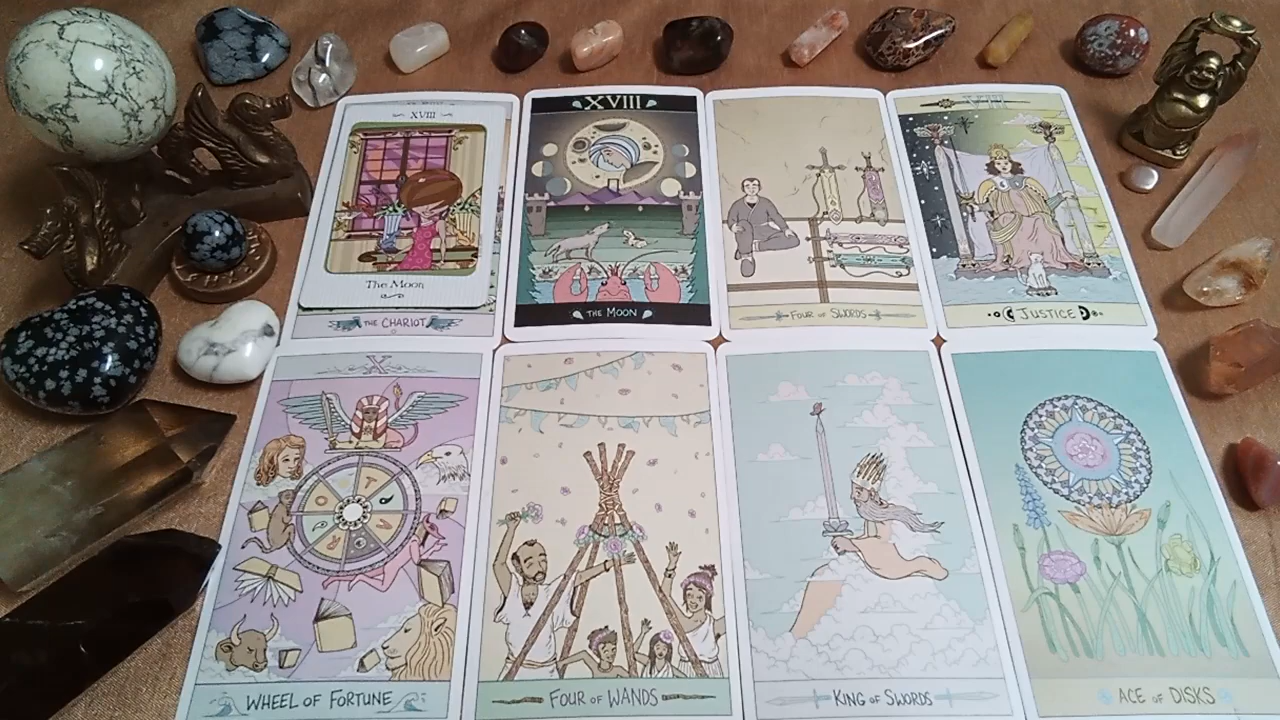 XVIII
The Moon
THE CHARIOT
XVIII
THE MOON
FOUR OF SWORDS
VIII
JUSTICE
X
WHEEL OF FORTUNE
FOUR OF WANDS
KING OF SWORDS
ACE OF DISKS